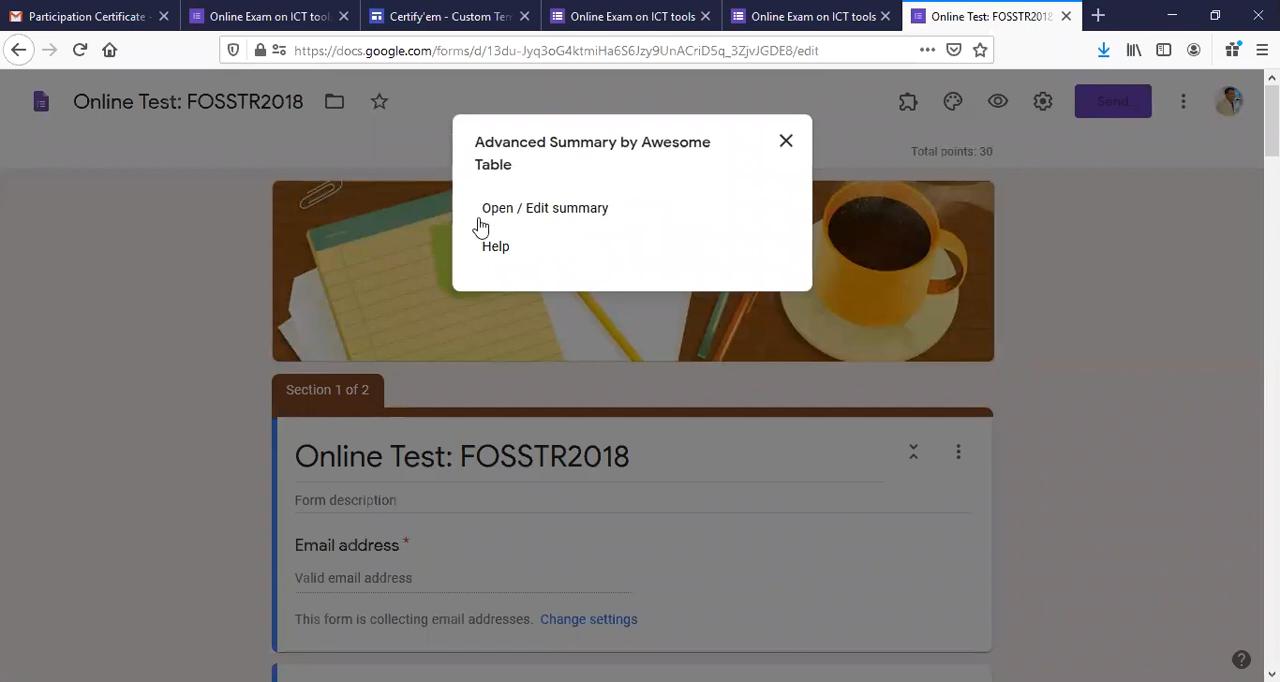 Participation Certificate
Online Exam on ICT tool
Certify'em - Custom Tem
Online Exam on ICT tools
Online Exam on ICT tools
Online Test: FOSSTR2018
https://docs.google.com/forms/d/13du-Jyq3oG4ktmiHa6S6Jzy9UnACriD5q_3ZjvJGDE8/edit
Online Test: FOSSTR2018
Send
Total points: 30
Advanced Summary by Awesome
Table
Open / Edit summary
Help
Section 1 of 2
Online Test: FOSSTR2018
Form description
Email address *
Valid email address
This form is collecting email addresses. Change settings